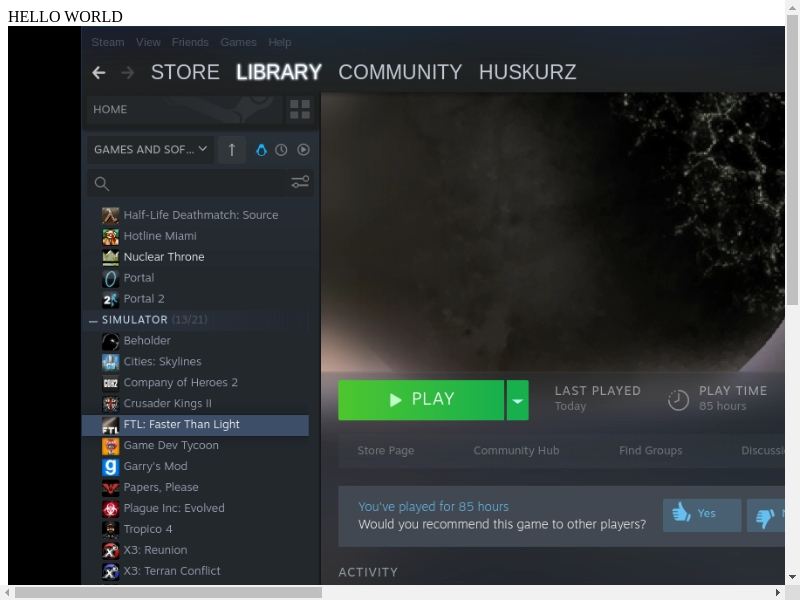 HELLO WORLD
Steam View Friends Games Help
STORE LIBRARY COMMUNITY HUSKURZ
HOME
GAMES AND SOF...
Half-Life Deathmatch: Source
Hotline Miami
Nuclear Throne
Portal
Portal 2
— SIMULATOR (13/21)
Beholder
Cities: Skylines
Company of Heroes 2
Crusader Kings II
FTL: Faster Than Light
Game Dev Tycoon
Garry's Mod
Papers, Please
Plague Inc: Evolved
Tropico 4
X3: Reunion
X3: Terran Conflict
PLAY
LAST PLAYED
Today
PLAY TIME
85 hours
Store Page Community Hub Find Groups
You've played for 85 hours
Would you recommend this game to other players?
Yes
ACTIVITY